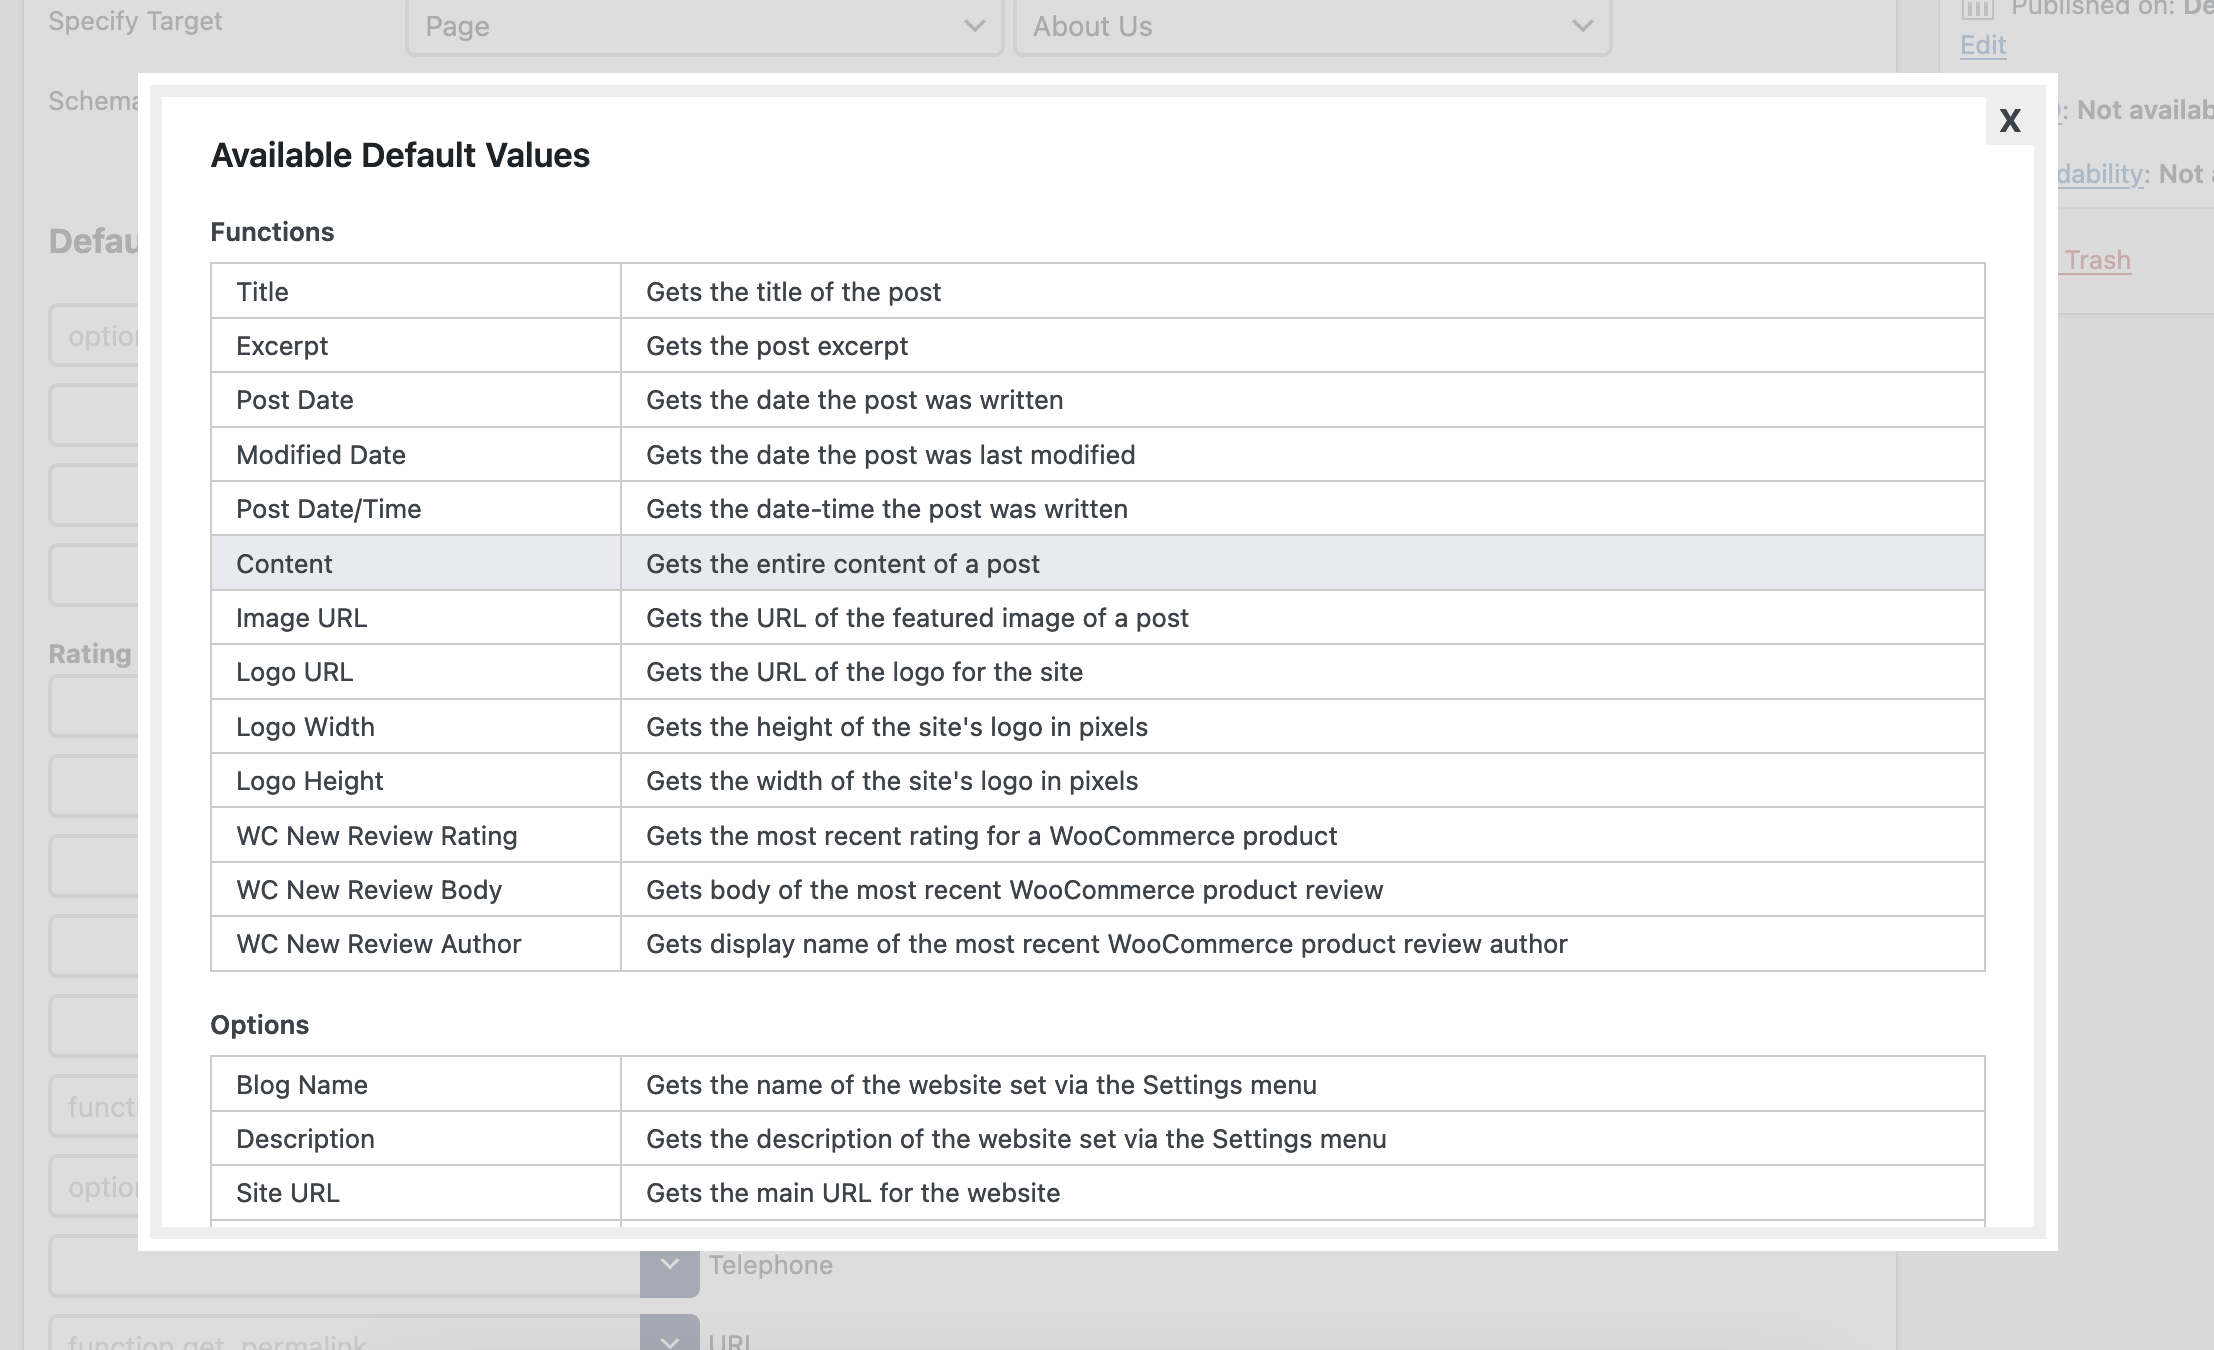 Specify Target
Page
About Us
Published on:
Edit
Schema
: Not
X
dability: Not
Available Default Values
Functions
Trash
Title Gets the title of the post
Excerpt Gets the post excerpt
Post Date Gets the date the post was written
Modified Date Gets the date the post was last modified
Post Date/Time Gets the date-time the post was written
Content Gets the entire content of a post
Image URL Gets the URL of the featured image of a post
Rating
Logo URL Gets the URL of the logo for the site
Logo Width Gets the height of the site's logo in pixels
Logo Height Gets the width of the site's logo in pixels
WC New Review Rating Gets the most recent rating for a WooCommerce product
WC New Review Body Gets body of the most recent WooCommerce product review
WC New Review Author Gets display name of the most recent WooCommerce product review author
Options
Blog Name Gets the name of the website set via the Settings menu
Description Gets the description of the website set via the Settings menu
Site URL Gets the main URL for the website
Telephone
function get_permalink
URL